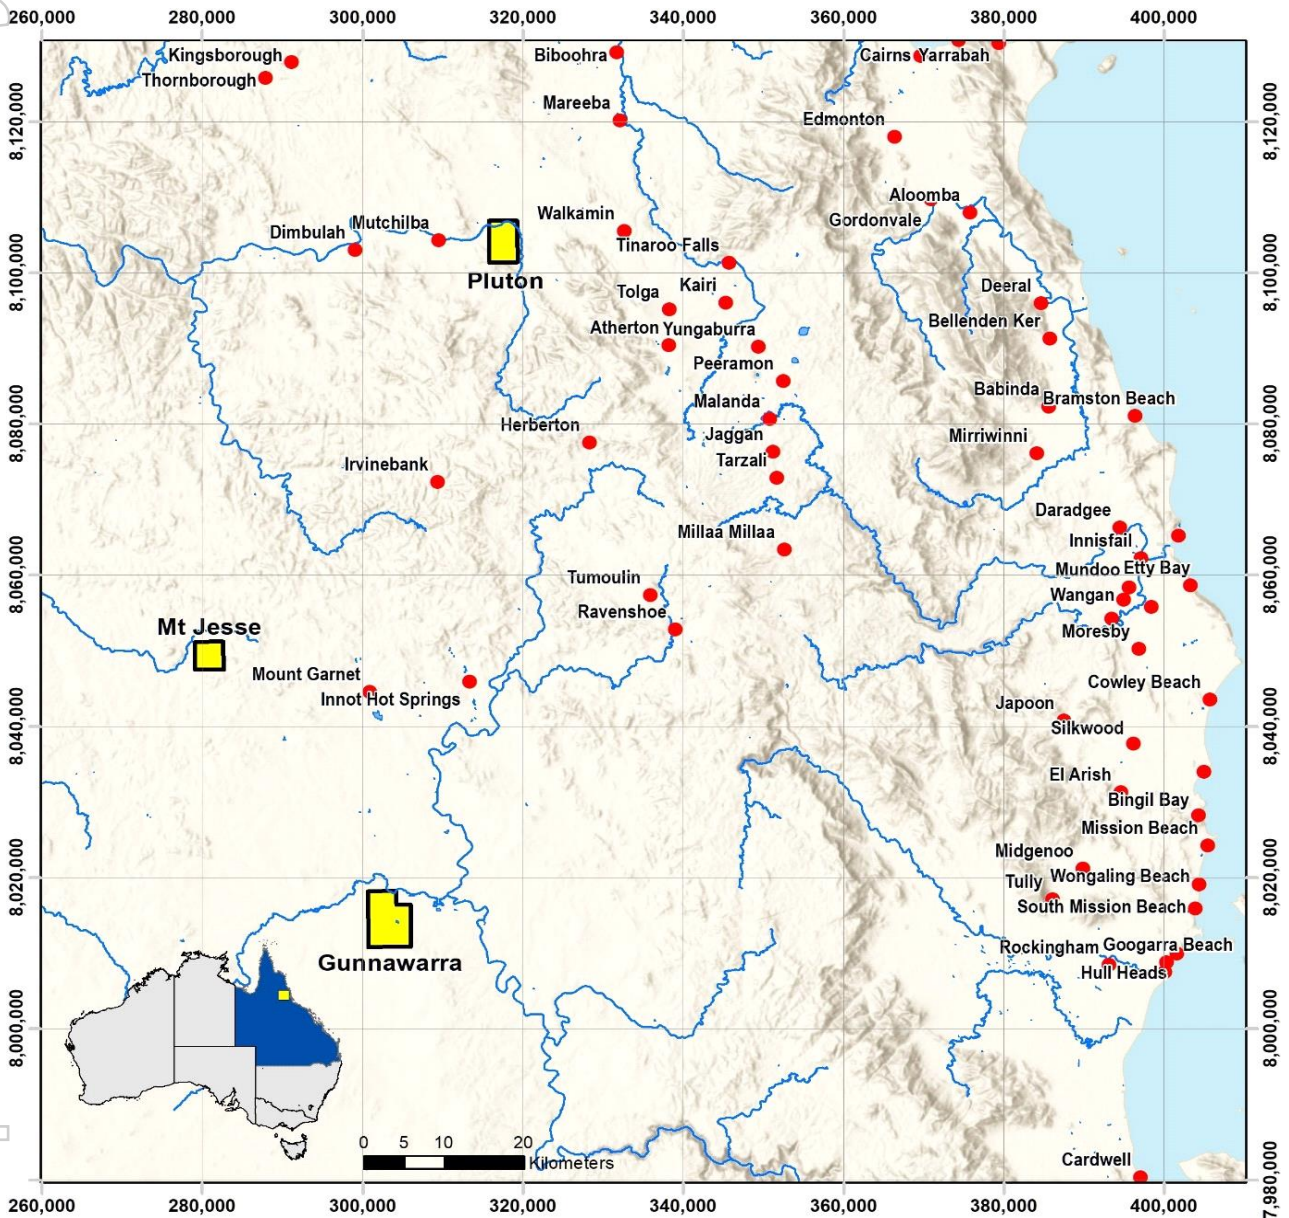 260,000 280,000 300,000 320,000 340,000 360,000 380,000 400,000
Kingsborough
Biboohra
Cairns
Yarrabah
Thornborough
Mareeba
8,120,000
Edmonton
8,120,000
Aloomba
Walkamin
Gordonvale
Mutchilba
Dimbulah
Tinaroo Falls
8,100,000
Pluton
Kairi
Deeral
8,100,000
Tolga
Bellenden Ker
Atherton
Yungaburra
Peeramon
Babinda
Bramston Beach
Malanda
8,080,000
Herberton
Jaggan
Mirriwinni
8,080,000
Irvinebank
Tarzali
Daradgee
Millaa Millaa
Innisfail
8,060,000
Tumoulin
Mundoo
Etty Bay
8,060,000
Ravenshoe
Wangan
Mt Jesse
Moresby
Mount Garnet
Cowley Beach
Innot Hot Springs
Japoon
8,040,000
Silkwood
8,040,000
El Arish
Bingil Bay
Mission Beach
Midgenoo
8,020,000
Tully
Wongaling Beach
8,020,000
South Mission Beach
Gunnawarra
Rockingham
Googarra Beach
Hull Heads
8,000,000
8,000,000
0 5 10 20
Kilometers
Cardwell
7,980,000
260,000 280,000 300,000 320,000 340,000 360,000 380,000 400,000